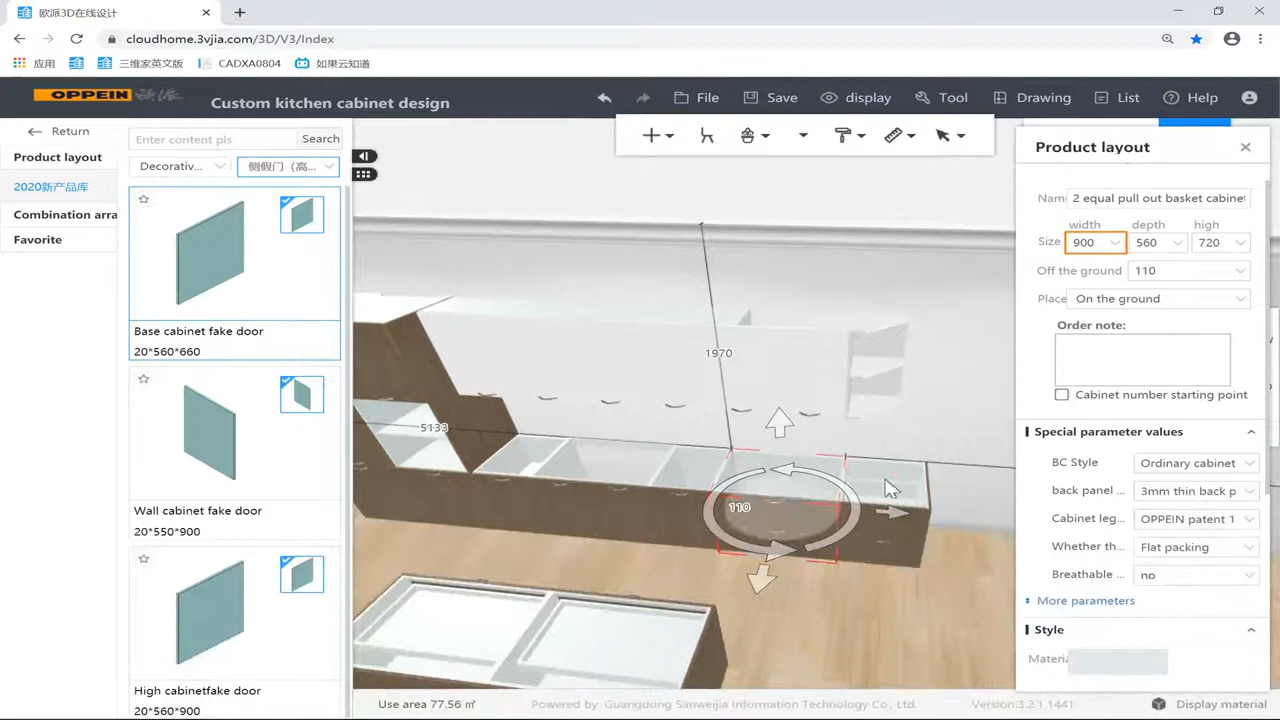 欧派3D在线设计
cloudhome.3vjia.com/3D/V3/Index
应用
三维家英文版
CADXA0804
如果云知道
OPPEIN 欧派
Custom kitchen cabinet design
File
Save
display
Tool
Drawing
List
Help
Return
Product layout
2020新产品库
Combination arra
Favorite
Enter content pls
Search
Decorativ...
侧假门（高...
Base cabinet fake door
20*560*660
Wall cabinet fake door
20*550*900
High cabinetfake door
20*560*900
1970
5133
110
Product layout
Name
2 equal pull out basket cabinet
width
depth
high
Size
900
560
720
Off the ground
110
Place
On the ground
Order note:
Cabinet number starting point
Special parameter values
BC Style
Ordinary cabinet
back panel ...
3mm thin back p
Cabinet leg...
OPPEIN patent 1
Whether th...
Flat packing
Breathable ...
no
More parameters
Style
Materia
Use area 77.56 ㎡
Powered by: Guangdong Sanweijia Information Technology Co., Ltd.
Version:3.2.1.1441
Display material